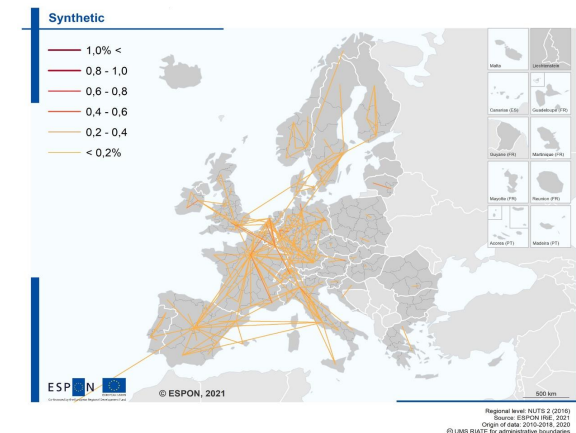 Synthetic
1,0% <
0,8 - 1,0
0,6 - 0,8
0,4 - 0,6
0,2 - 0,4
< 0,2%
Malta
Liechtenstein
Canarias (ES)
Guadeloupe (FR)
Guyane (FR)
Martinique (FR)
Mayotte (FR)
Reunion (FR)
Azores (PT)
Madeira (PT)
ESPON
© ESPON, 2021
500 km
Regional level: NUTS 2 (2016)
Source: ESPON IRiE, 2021
Origin of data: 2010-2018, 2020
© UMS RIATE for administrative boundaries